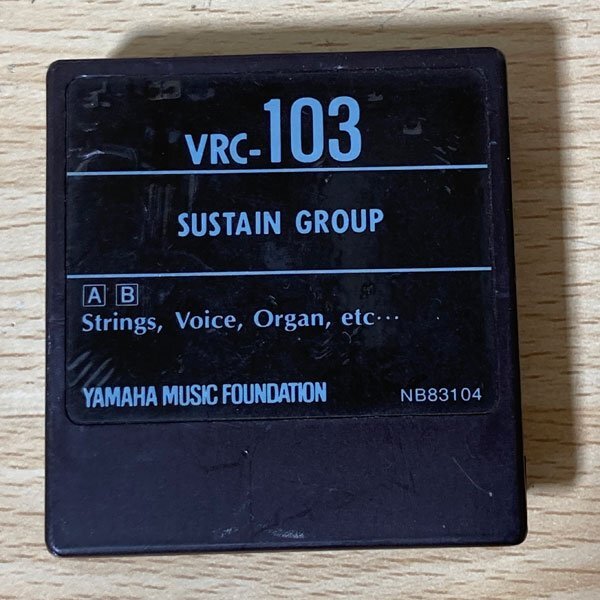 VRC-103
SUSTAIN GROUP
A B
Strings, Voice, Organ, etc···
YAMAHA MUSIC FOUNDATION NB83104